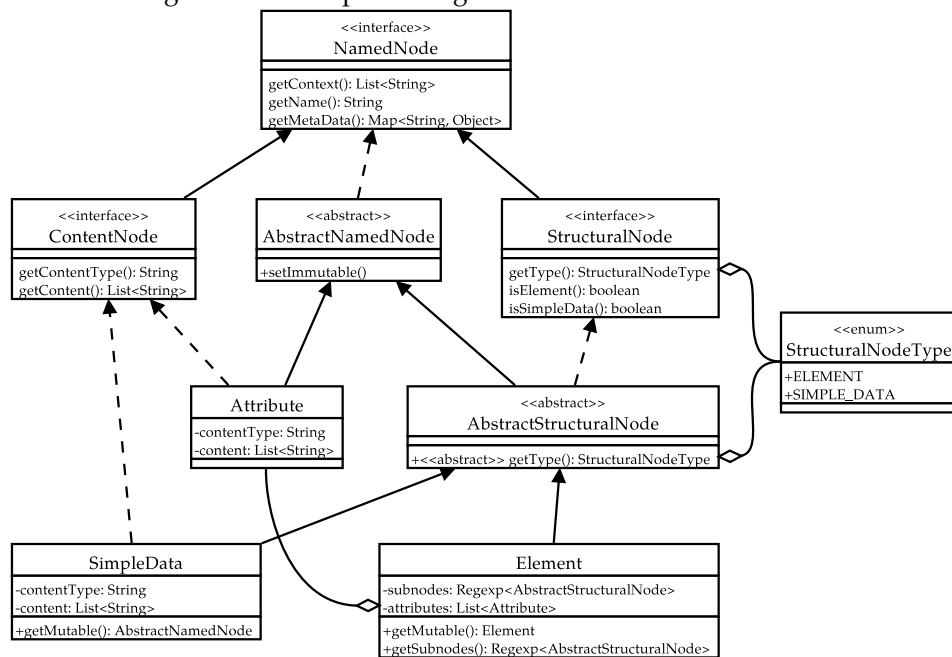 <<interface>>
NamedNode
getContext(): List<String>
getName(): String
getMetaData(): Map<String, Object>
<<interface>>
ContentNode
getContentType(): String
getContent(): List<String>
<<abstract>>
AbstractNamedNode
+setImmutable()
<<interface>>
StructuralNode
getType(): StructuralNodeType
isElement(): boolean
isSimpleData(): boolean
<<enum>>
StructuralNodeType
+ELEMENT
+SIMPLE_DATA
Attribute
-contentType: String
-content: List<String>
<<abstract>>
AbstractStructuralNode
+<<abstract>> getType(): StructuralNodeType
SimpleData
-contentType: String
-content: List<String>
+getMutable(): AbstractNamedNode
Element
-subnodes: Regexp<AbstractStructuralNode>
-attributes: List<Attribute>
+getMutable(): Element
+getSubnodes(): Regexp<AbstractStructuralNode>